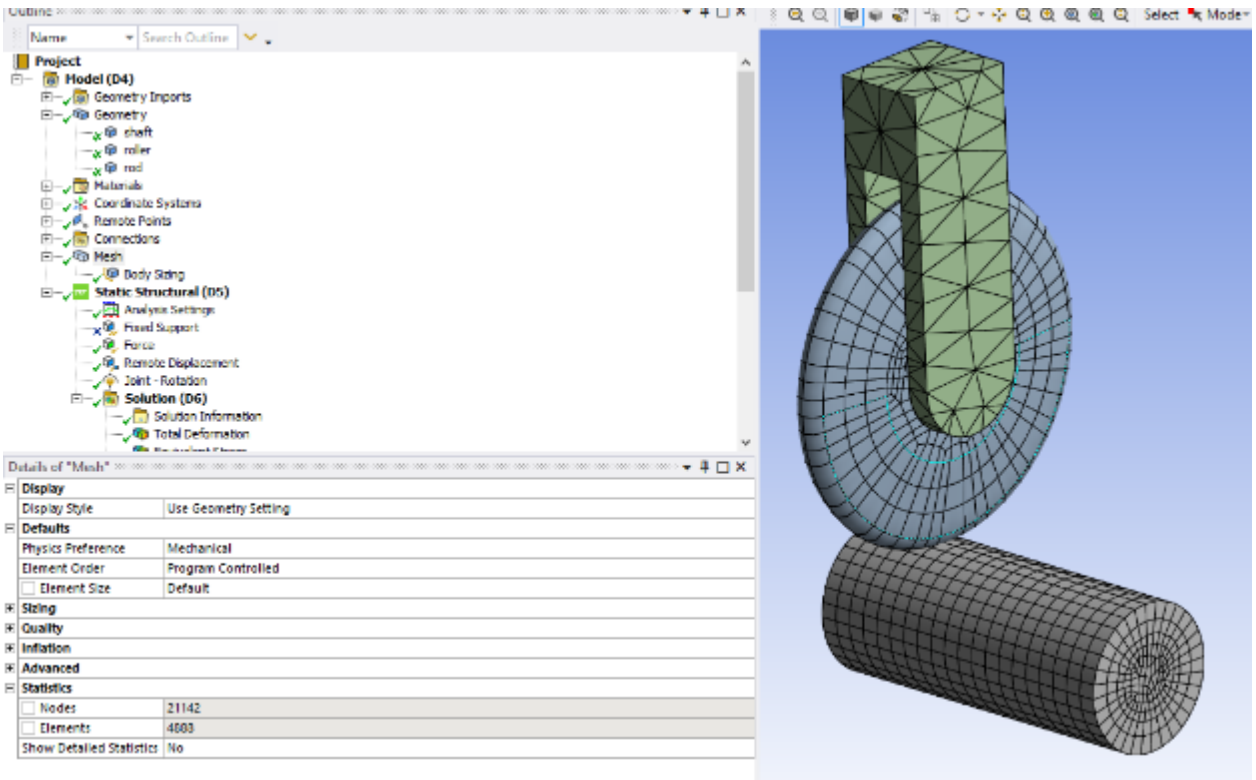 Outline
Select Mode
Name
Search Outline
Project
Model (D4)
Geometry Imports
Geometry
shaft
roller
rod
Materials
Coordinate Systems
Remote Points
Connections
Mesh
Body Sizing
Static Structural (D5)
Analysis Settings
Fixed Support
Force
Remote Displacement
Joint - Rotation
Solution (D6)
Solution Information
Total Deformation
Details of "Mesh"
Display
Display Style Use Geometry Setting
Defaults
Physics Preference Mechanical
Element Order Program Controlled
Element Size Default
Sizing
Quality
Inflation
Advanced
Statistics
Nodes 21142
Elements
Show Detailed Statistics No